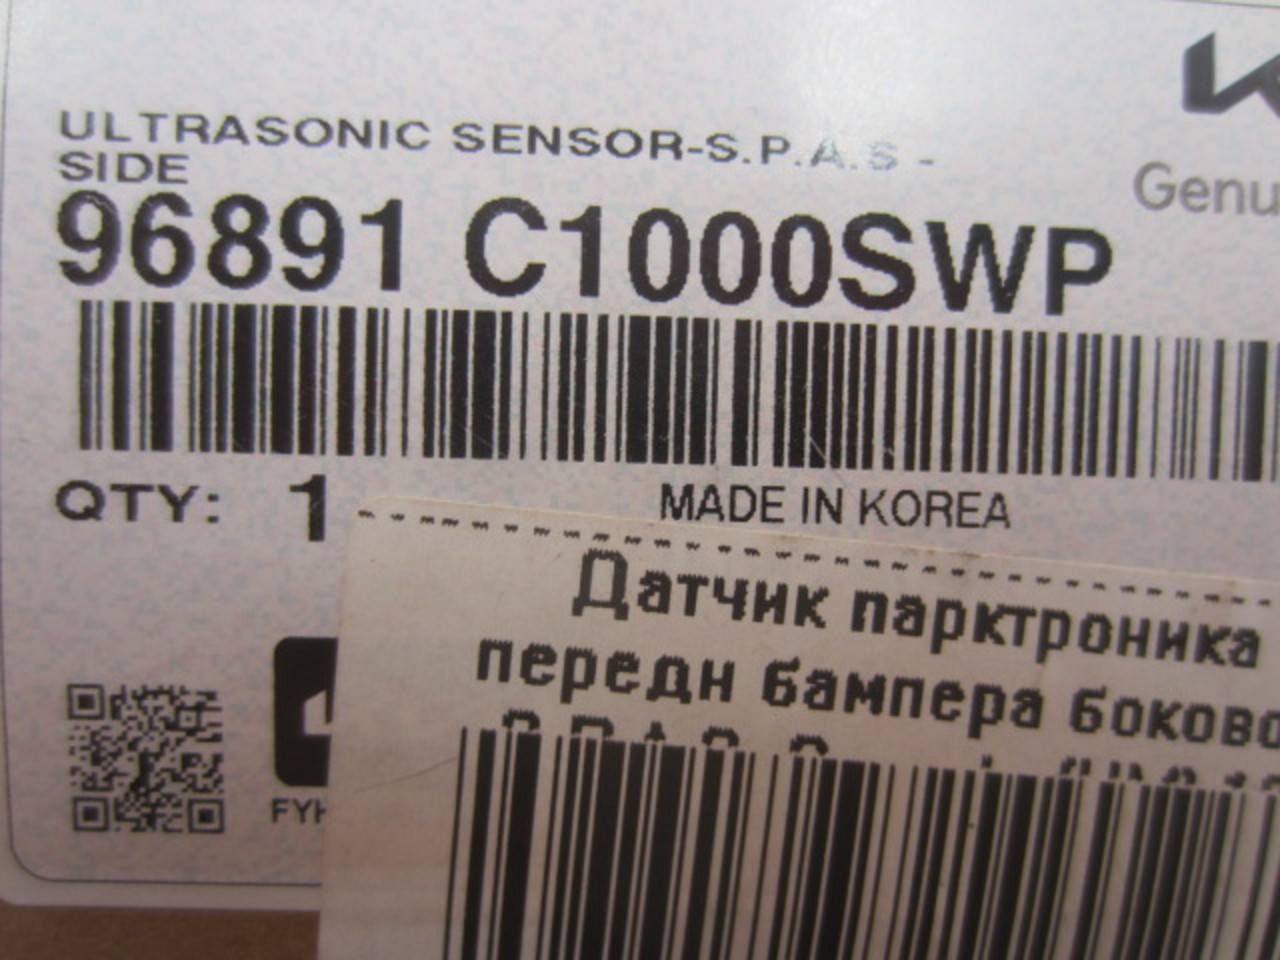 ULTRASONIC SENSOR-S.P.A.S -
SIDE
Genu
96891 C1000SWP
QTY: 1
MADE IN KOREA
Датчик парктроника
передн бампера боково
FYH